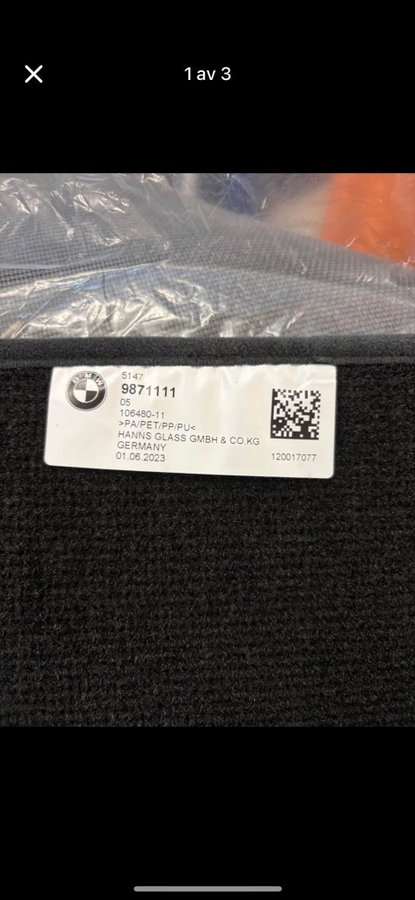 1 av 3
BMW
5147
9871111
05
106480-11
>PA/PET/PP/PU<
HANNS GLASS GMBH & CO.KG
GERMANY
01.06.2023
120017077